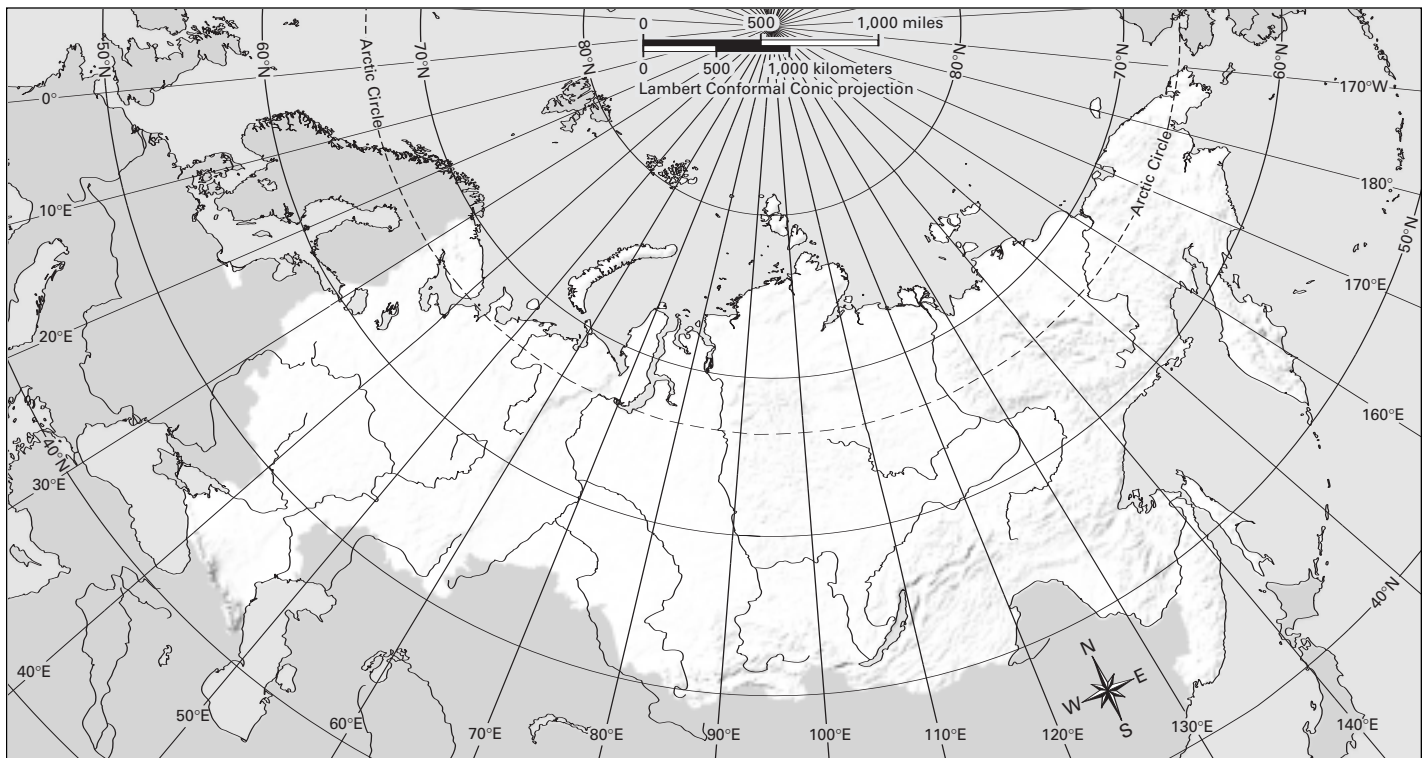 0 500 1,000 miles
0 500 1,000 kilometers
Lambert Conformal Conic projection
50°N
60°N
Arctic Circle
70°N
80°N
80°N
70°N
60°N
170°W
0°
10°E
20°E
40°N
30°E
40°E
50°E
60°E
70°E
80°E
90°E
100°E
110°E
120°E
130°E
140°E
Arctic Circle
180°
50°N
170°E
160°E
40°N
N
W E
S